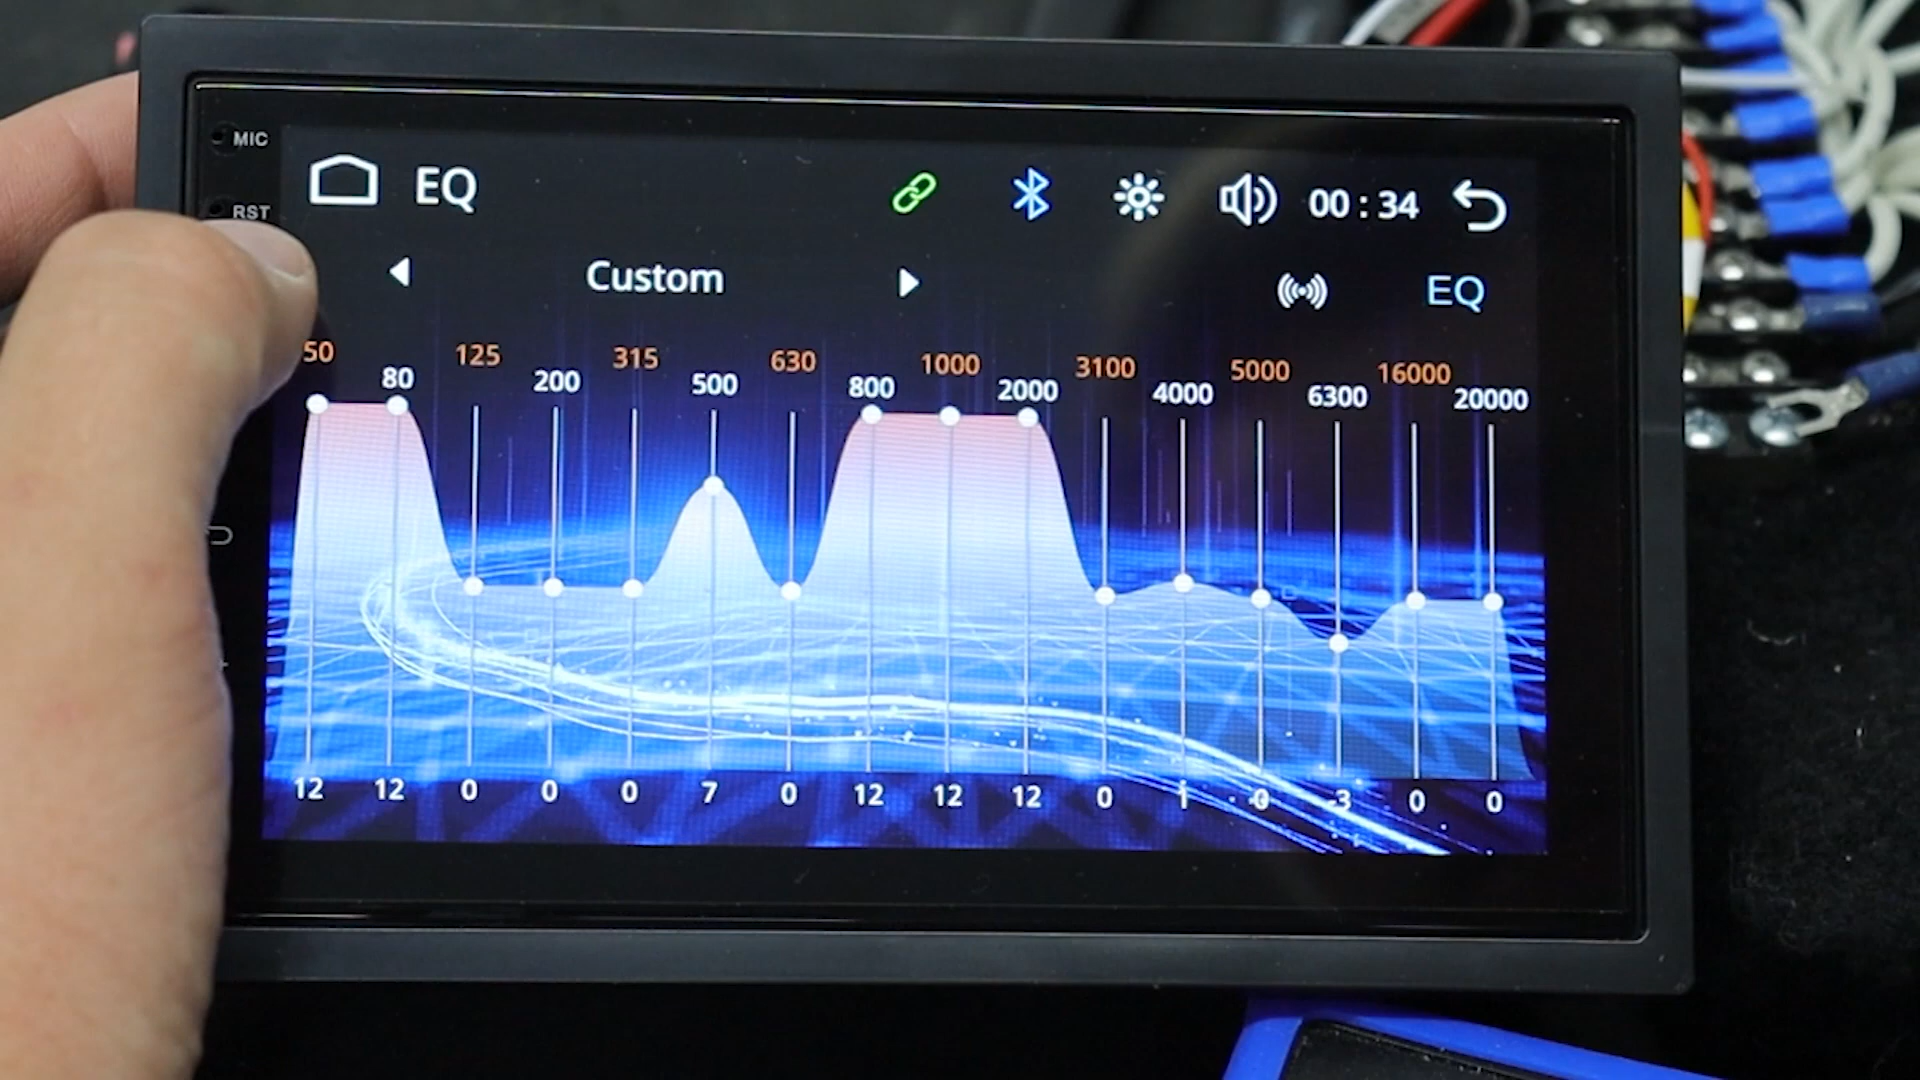 MIC
EQ
00 : 34
RST
Custom
EQ
50 125 315 630 1000 3100 5000 16000
80 200 500 800 2000 4000 6300 20000
12 12 0 0 0 7 0 12 12 12 0 1 -0 -3 0 0